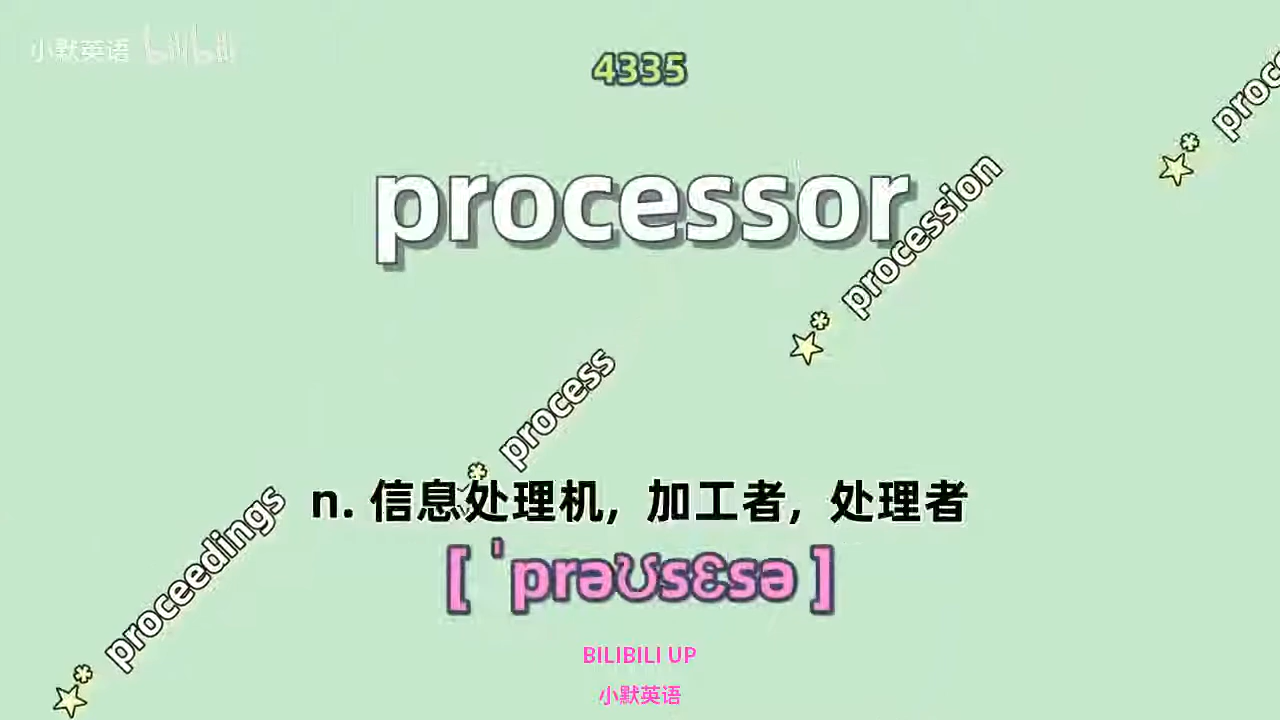 小默英语 bilibili
4335
processor
procession
process
proceedings
n. 信息处理机，加工者，处理者
[ ˈprəʊsɛsə ]
BILIBILI UP
小默英语